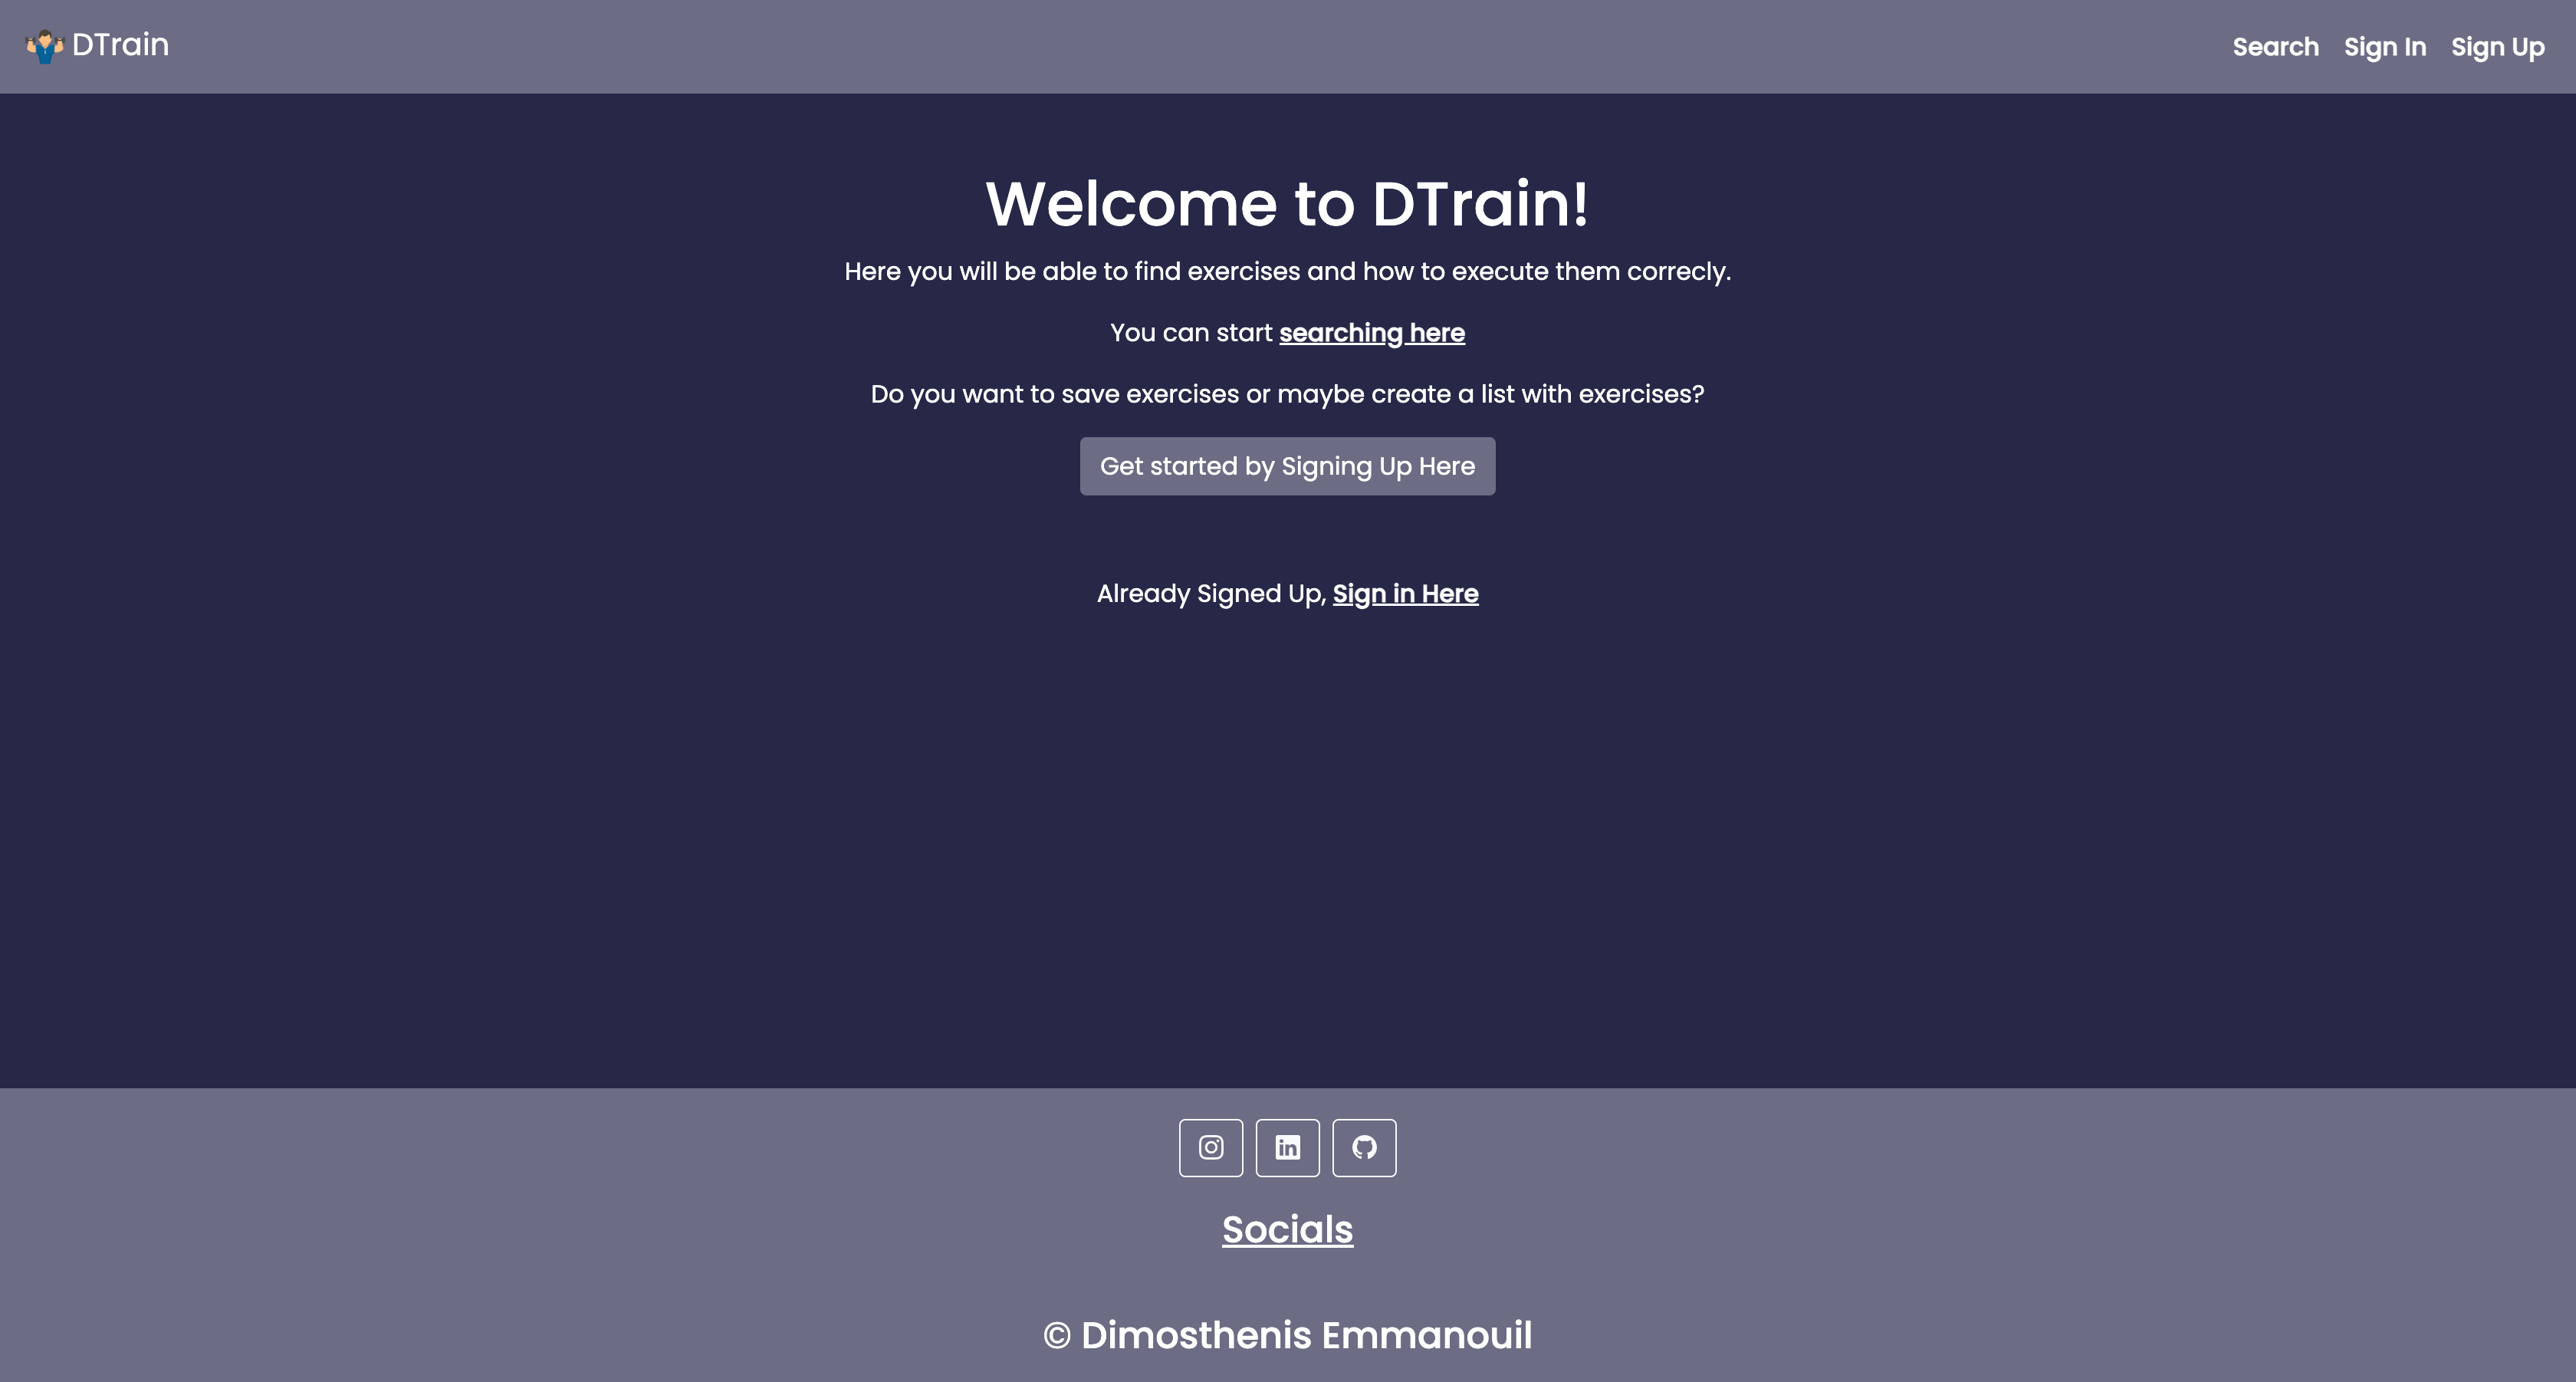 DTrain
Search Sign In Sign Up
Welcome to DTrain!
Here you will be able to find exercises and how to execute them correcly.
You can start searching here
Do you want to save exercises or maybe create a list with exercises?
Get started by Signing Up Here
Already Signed Up, Sign in Here
Socials
© Dimosthenis Emmanouil